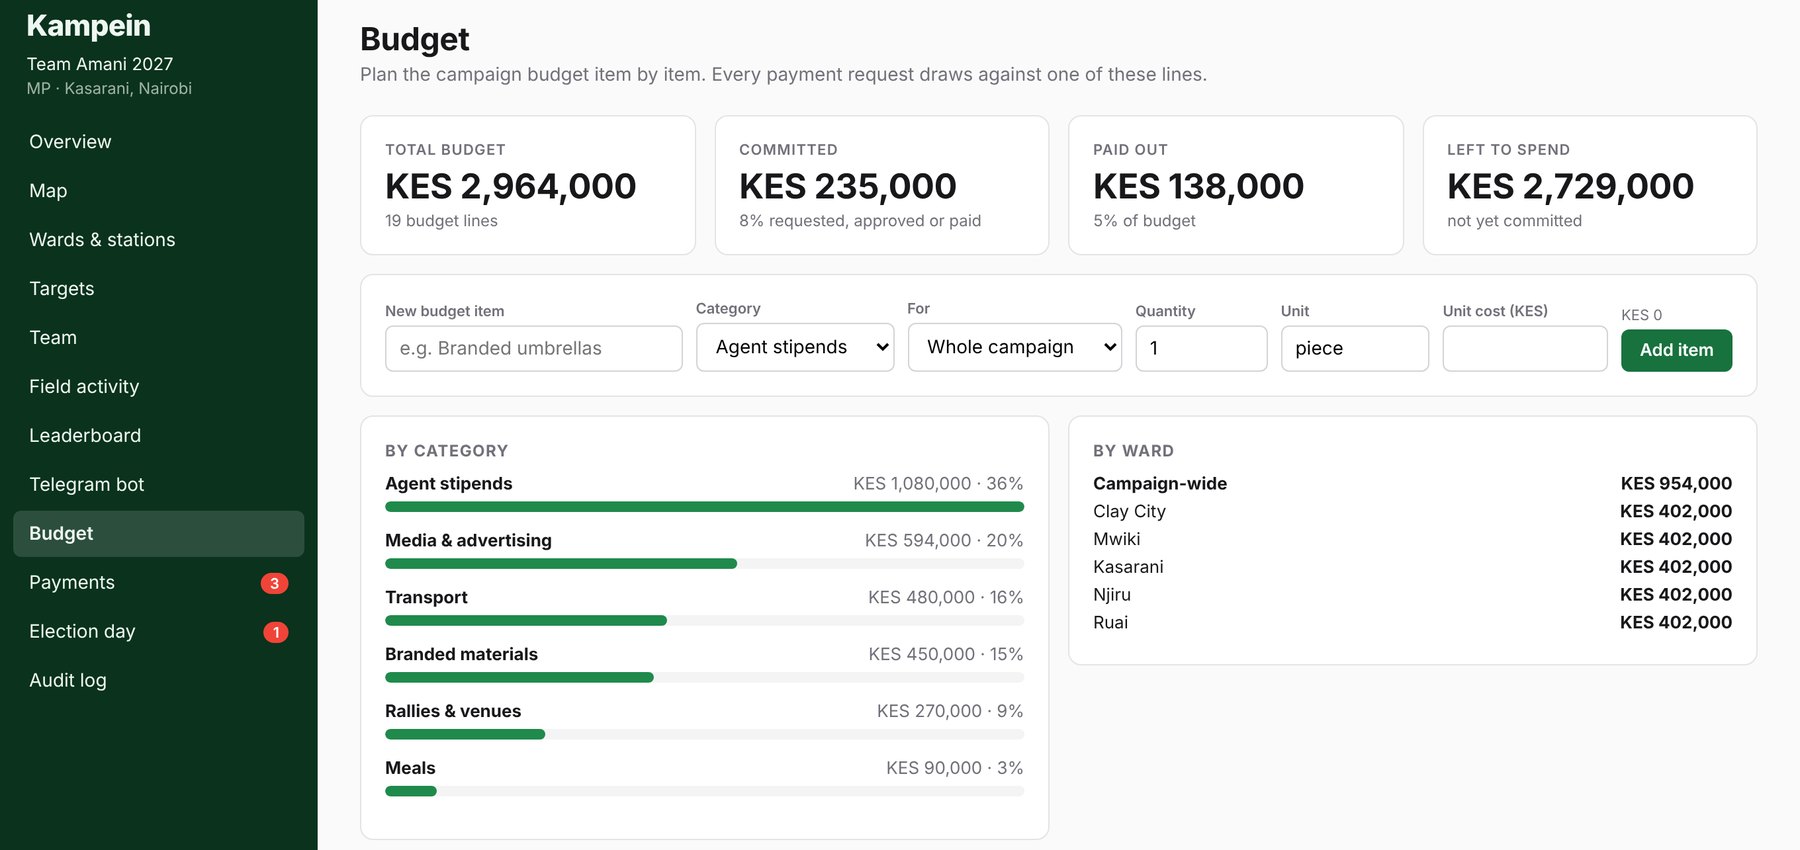 Kampein
Team Amani 2027
MP · Kasarani, Nairobi
Overview
Map
Wards & stations
Targets
Team
Field activity
Leaderboard
Telegram bot
Budget
Payments 3
Election day 1
Audit log
Budget
Plan the campaign budget item by item. Every payment request draws against one of these lines.
TOTAL BUDGET
KES 2,964,000
19 budget lines
COMMITTED
KES 235,000
8% requested, approved or paid
PAID OUT
KES 138,000
5% of budget
LEFT TO SPEND
KES 2,729,000
not yet committed
New budget item
e.g. Branded umbrellas
Category
Agent stipends
For
Whole campaign
Quantity
1
Unit
piece
Unit cost (KES)
KES 0
Add item
BY CATEGORY
Agent stipends KES 1,080,000 · 36%
Media & advertising KES 594,000 · 20%
Transport KES 480,000 · 16%
Branded materials KES 450,000 · 15%
Rallies & venues KES 270,000 · 9%
Meals KES 90,000 · 3%
BY WARD
Campaign-wide KES 954,000
Clay City KES 402,000
Mwiki KES 402,000
Kasarani KES 402,000
Njiru KES 402,000
Ruai KES 402,000